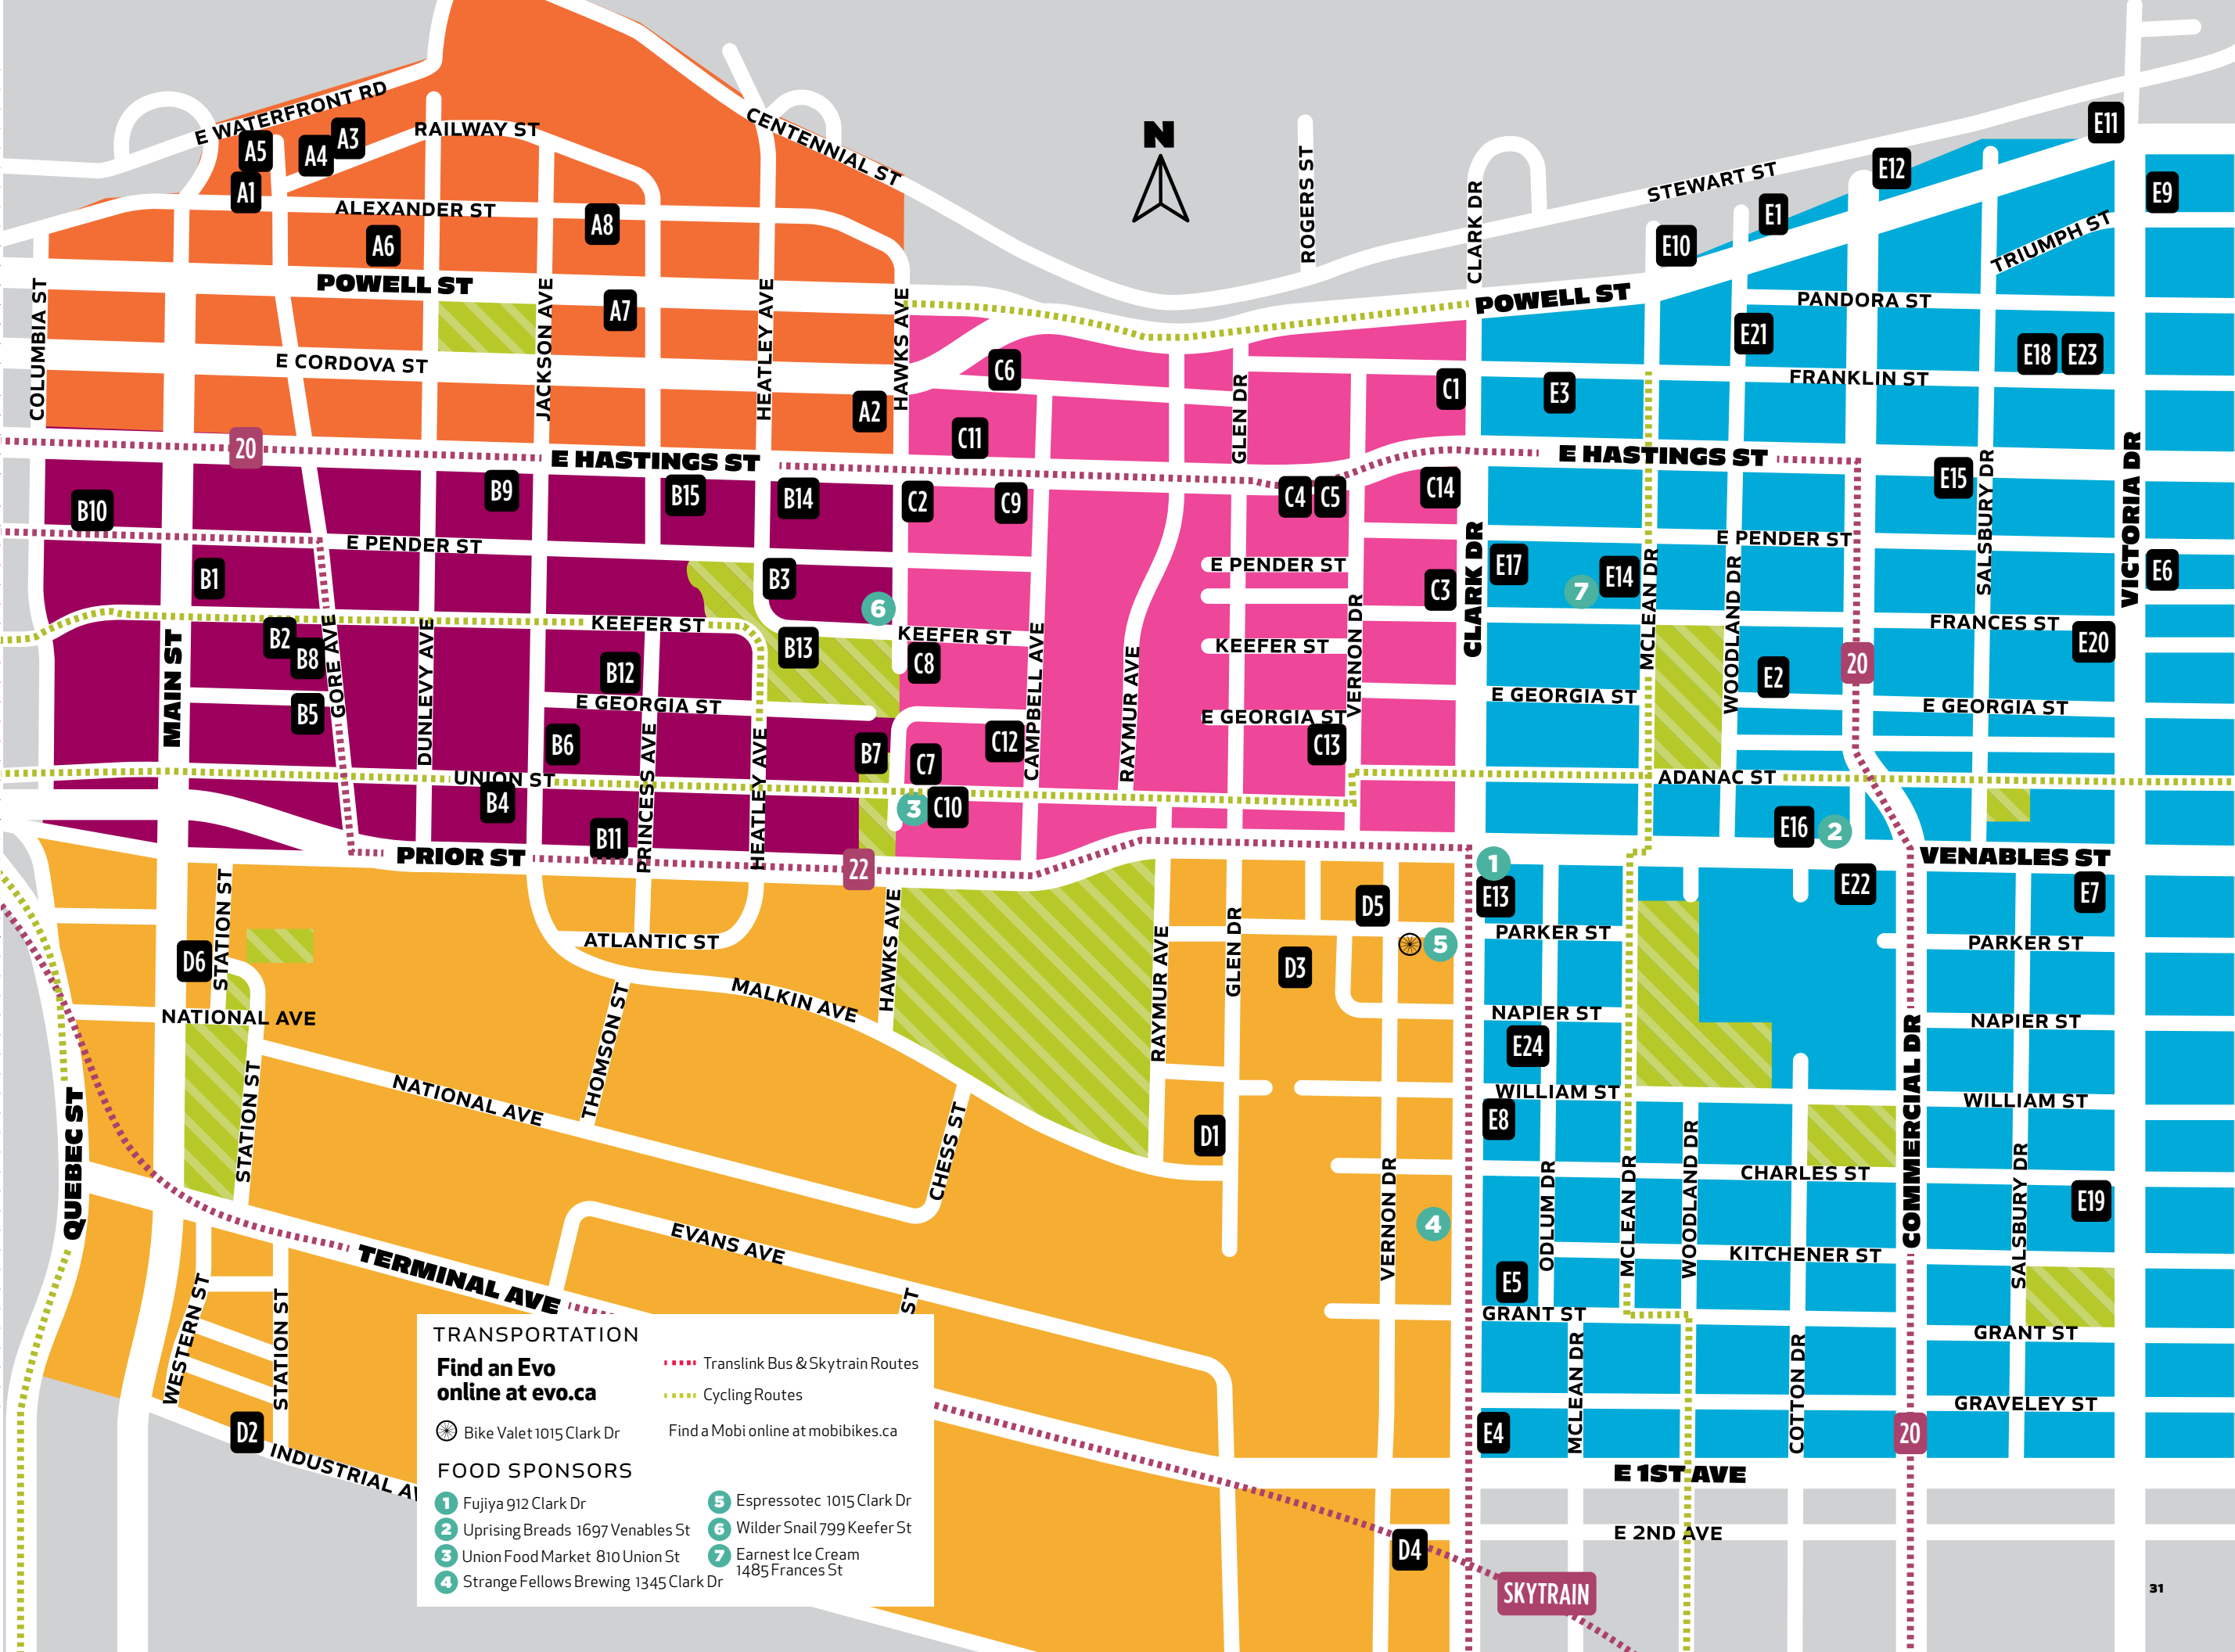 E WATERFRONT RD
RAILWAY ST
CENTENNIAL ST
N
ROGERS ST
CLARK DR
STEWART ST
E11
E12
E9
E1
E10
TRIUMPH ST
A5
A4
A3
A1
ALEXANDER ST
A8
A6
POWELL ST
A7
COLUMBIA ST
JACKSON AVE
HEATLEY AVE
HAWKS AVE
E CORDOVA ST
A2
POWELL ST
PANDORA ST
E21
E18
E23
FRANKLIN ST
C6
GLEN DR
C1
E3
C11
20
E HASTINGS ST
E HASTINGS ST
B10
B9
B15
B14
C2
C9
C4
C5
C14
E15
SALSBURY DR
VICTORIA DR
E PENDER ST
E PENDER ST
E PENDER ST
B1
B3
6
C3
CLARK DR
E17
7
E14
MCLEAN DR
WOODLAND DR
E6
KEEFER ST
KEEFER ST
KEEFER ST
FRANCES ST
E20
MAIN ST
B2
B8
GORE AVE
DUNLEVY AVE
B12
B13
C8
CAMPBELL AVE
RAYMUR AVE
VERNON DR
E2
20
B5
E GEORGIA ST
E GEORGIA ST
E GEORGIA ST
E GEORGIA ST
B6
PRINCESS AVE
HEATLEY AVE
B7
C7
C12
C13
UNION ST
ADANAC ST
B4
3
C10
B11
E16
2
PRIOR ST
22
1
VENABLES ST
STATION ST
D6
ATLANTIC ST
HAWKS AVE
RAYMUR AVE
GLEN DR
D5
D3
5
E13
E22
E7
PARKER ST
PARKER ST
MALKIN AVE
NATIONAL AVE
THOMSON ST
NAPIER ST
NAPIER ST
E24
COMMERCIAL DR
NATIONAL AVE
STATION ST
QUEBEC ST
CHESS ST
D1
WILLIAM ST
WILLIAM ST
E8
CHARLES ST
VERNON DR
4
ODLUM DR
MCLEAN DR
WOODLAND DR
SALSBURY DR
E19
EVANS AVE
TERMINAL AVE
KITCHENER ST
E5
GRANT ST
GRANT ST
WESTERN ST
STATION ST
ST
MCLEAN DR
COTTON DR
GRAVELEY ST
D2
INDUSTRIAL AV
E4
20
E 1ST AVE
E 2ND AVE
D4
SKYTRAIN
TRANSPORTATION
Find an Evo
online at evo.ca
Translink Bus & Skytrain Routes
Cycling Routes
Bike Valet 1015 Clark Dr
Find a Mobi online at mobibikes.ca
FOOD SPONSORS
1 Fujiya 912 Clark Dr
2 Uprising Breads 1697 Venables St
3 Union Food Market 810 Union St
4 Strange Fellows Brewing 1345 Clark Dr
5 Espressotec 1015 Clark Dr
6 Wilder Snail 799 Keefer St
7 Earnest Ice Cream
1485 Frances St
31